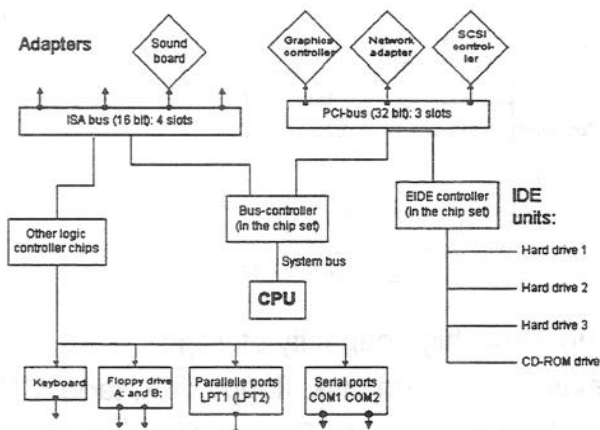 Adapters
Sound
board
Graphics
controller
Network
adapter
SCSI
control-
ler
ISA bus (16 bit): 4 slots
PCI-bus (32 bit): 3 slots
Other logic
controller chips
Bus-controller
(in the chip set)
EIDE controller
(in the chip set)
IDE
units:
System bus
CPU
Hard drive 1
Hard drive 2
Hard drive 3
CD-ROM drive
Keyboard
Floppy drive
A: and B:
Parallelle ports
LPT1 (LPT2)
Serial ports
COM1 COM2